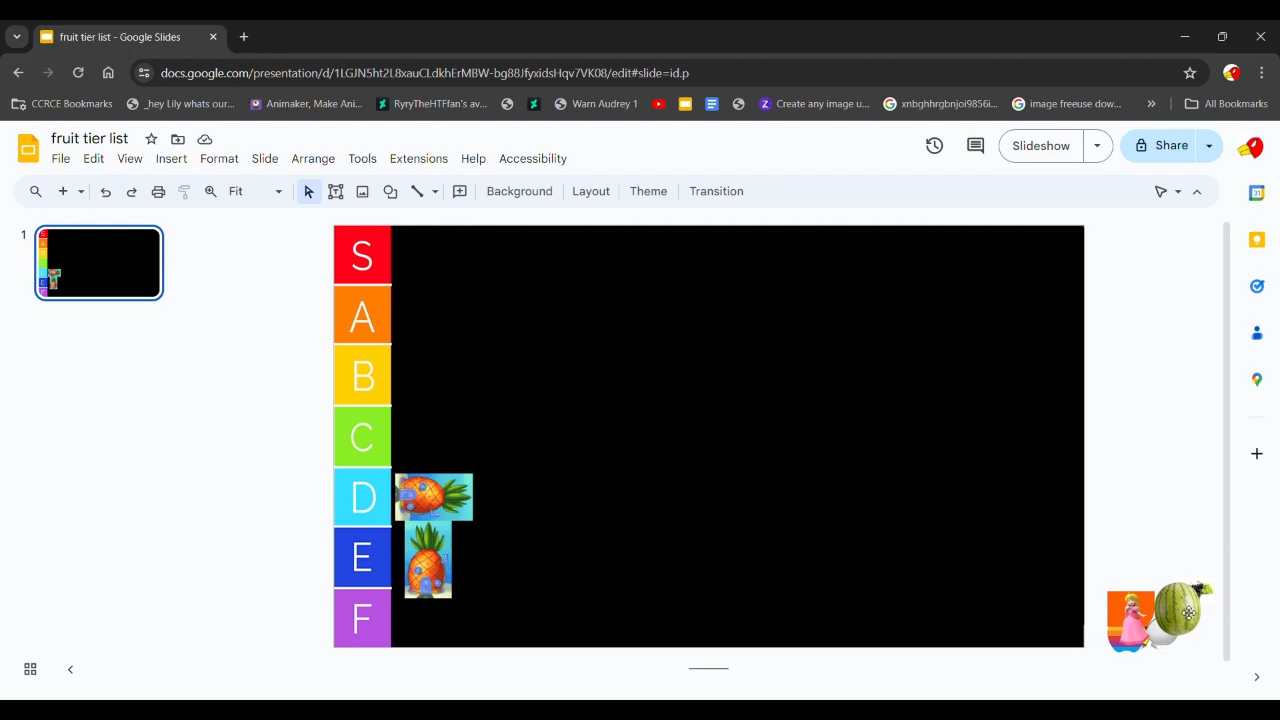 fruit tier list - Google Slides
docs.google.com/presentation/d/1LGJN5ht2L8xauCLdkhErMBW-bg88JfyxidsHqv7VK08/edit#slide=id.p
CCRCE Bookmarks _hey Lily whats our... Animaker, Make Ani... RyryTheHTFfan's av... Warn Audrey 1 Create any image u... xnbghhrgbnjoi9856i... image freeuse dow... » All Bookmarks
fruit tier list
File Edit View Insert Format Slide Arrange Tools Extensions Help Accessibility
Slideshow Share
Fit Background Layout Theme Transition
31
1
S
A
B
C
D
E
F